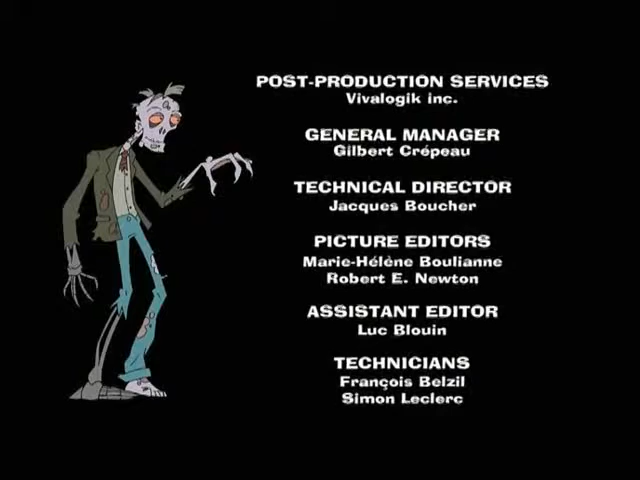 POST-PRODUCTION SERVICES
Vivalogik inc.
GENERAL MANAGER
Gilbert Crépeau
TECHNICAL DIRECTOR
Jacques Boucher
PICTURE EDITORS
Marie-Hélène Boulianne
Robert E. Newton
ASSISTANT EDITOR
Luc Blouin
TECHNICIANS
François Belzil
Simon Leclerc